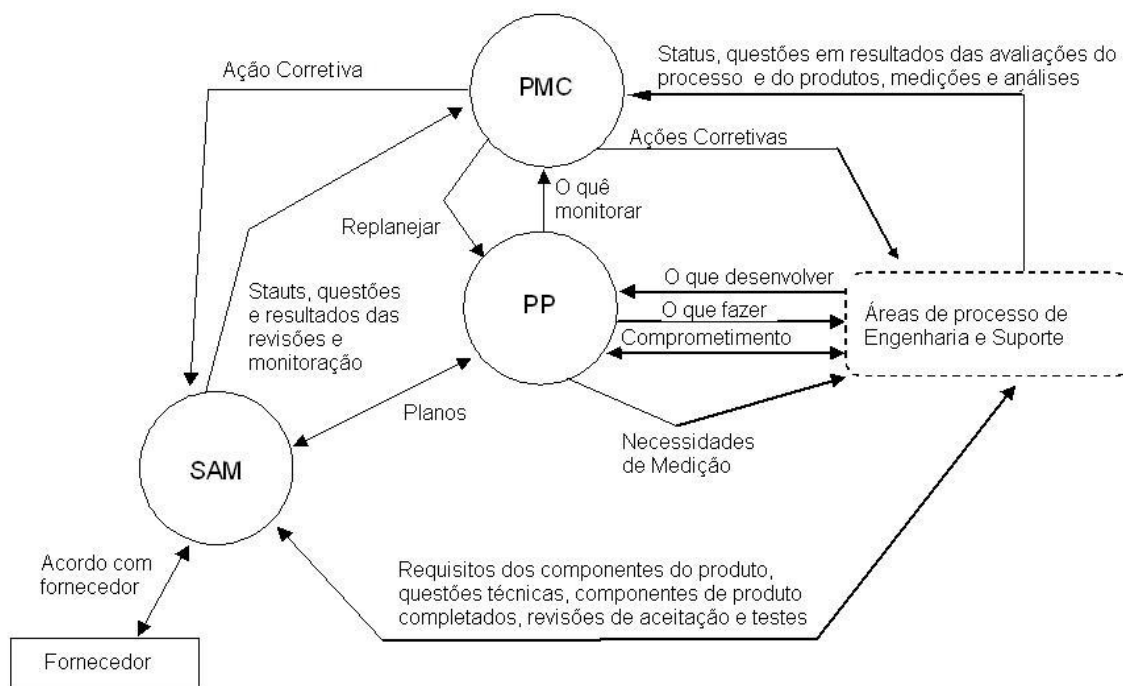 Status, questões em resultados das avaliações do
processo e do produtos, medições e análises
Ação Corretiva
PMC
Ações Corretivas
O quê
monitorar
Replanejar
Stauts, questões
e resultados das
revisões e
monitoração
PP
O que desenvolver
O que fazer
Comprometimento
Áreas de processo de
Engenharia e Suporte
Planos
Necessidades
de Medição
SAM
Acordo com
fornecedor
Requisitos dos componentes do produto,
questões técnicas, componentes de produto
completados, revisões de aceitação e testes
Fornecedor